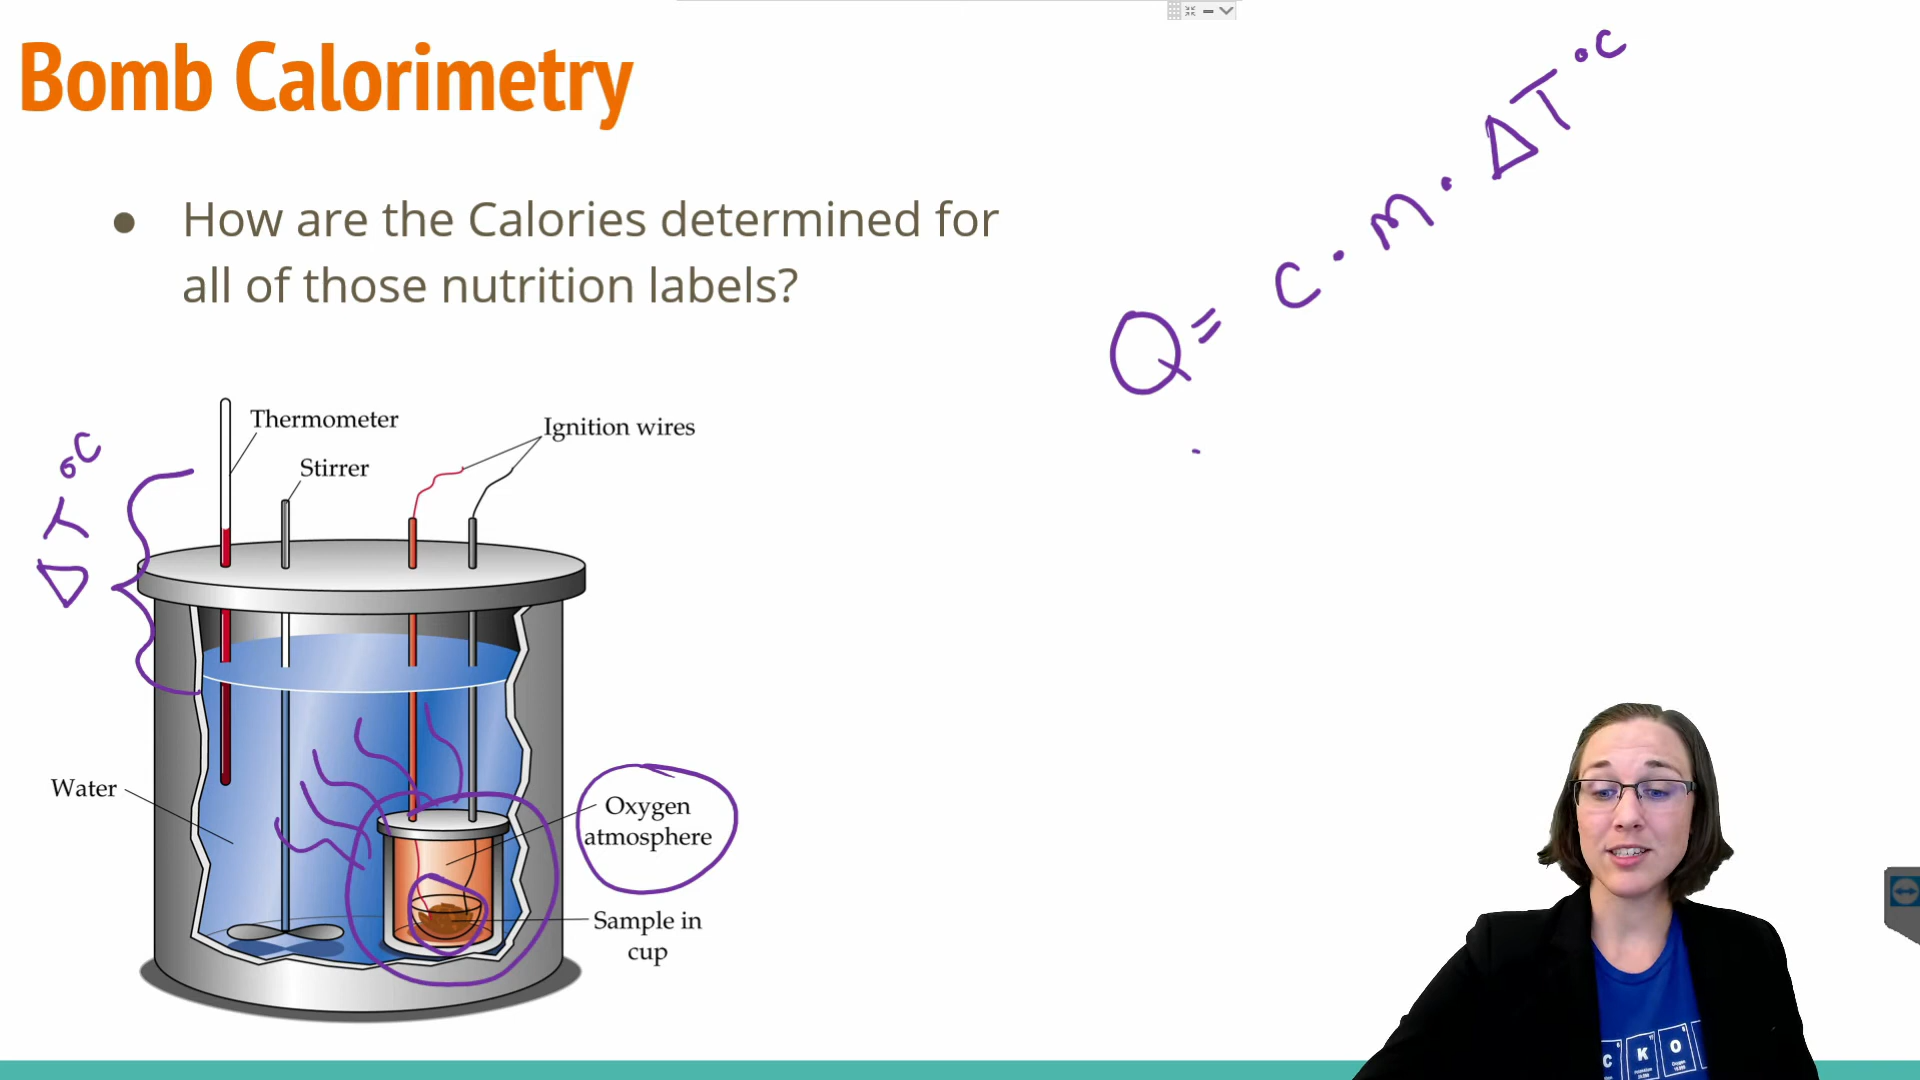 Bomb Calorimetry
• How are the Calories determined for
all of those nutrition labels?
Q = C · m · ΔT °C
Thermometer
Ignition wires
Stirrer
ΔT °C
Water
Oxygen
atmosphere
Sample in
cup
C K O